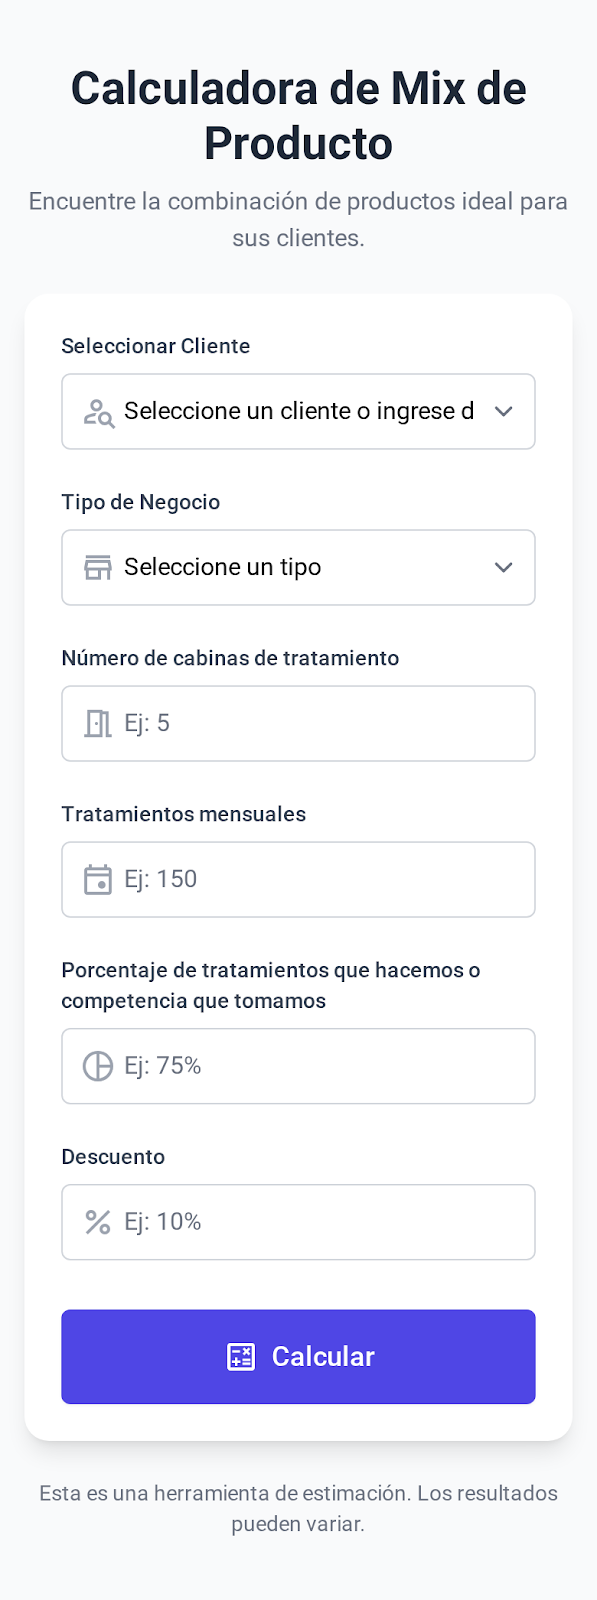 Calculadora de Mix de
Producto
Encuentre la combinación de productos ideal para
sus clientes.
Seleccionar Cliente
Seleccione un cliente o ingrese d
Tipo de Negocio
Seleccione un tipo
Número de cabinas de tratamiento
Ej: 5
Tratamientos mensuales
Ej: 150
Porcentaje de tratamientos que hacemos o
competencia que tomamos
Ej: 75%
Descuento
Ej: 10%
Calcular
Esta es una herramienta de estimación. Los resultados
pueden variar.